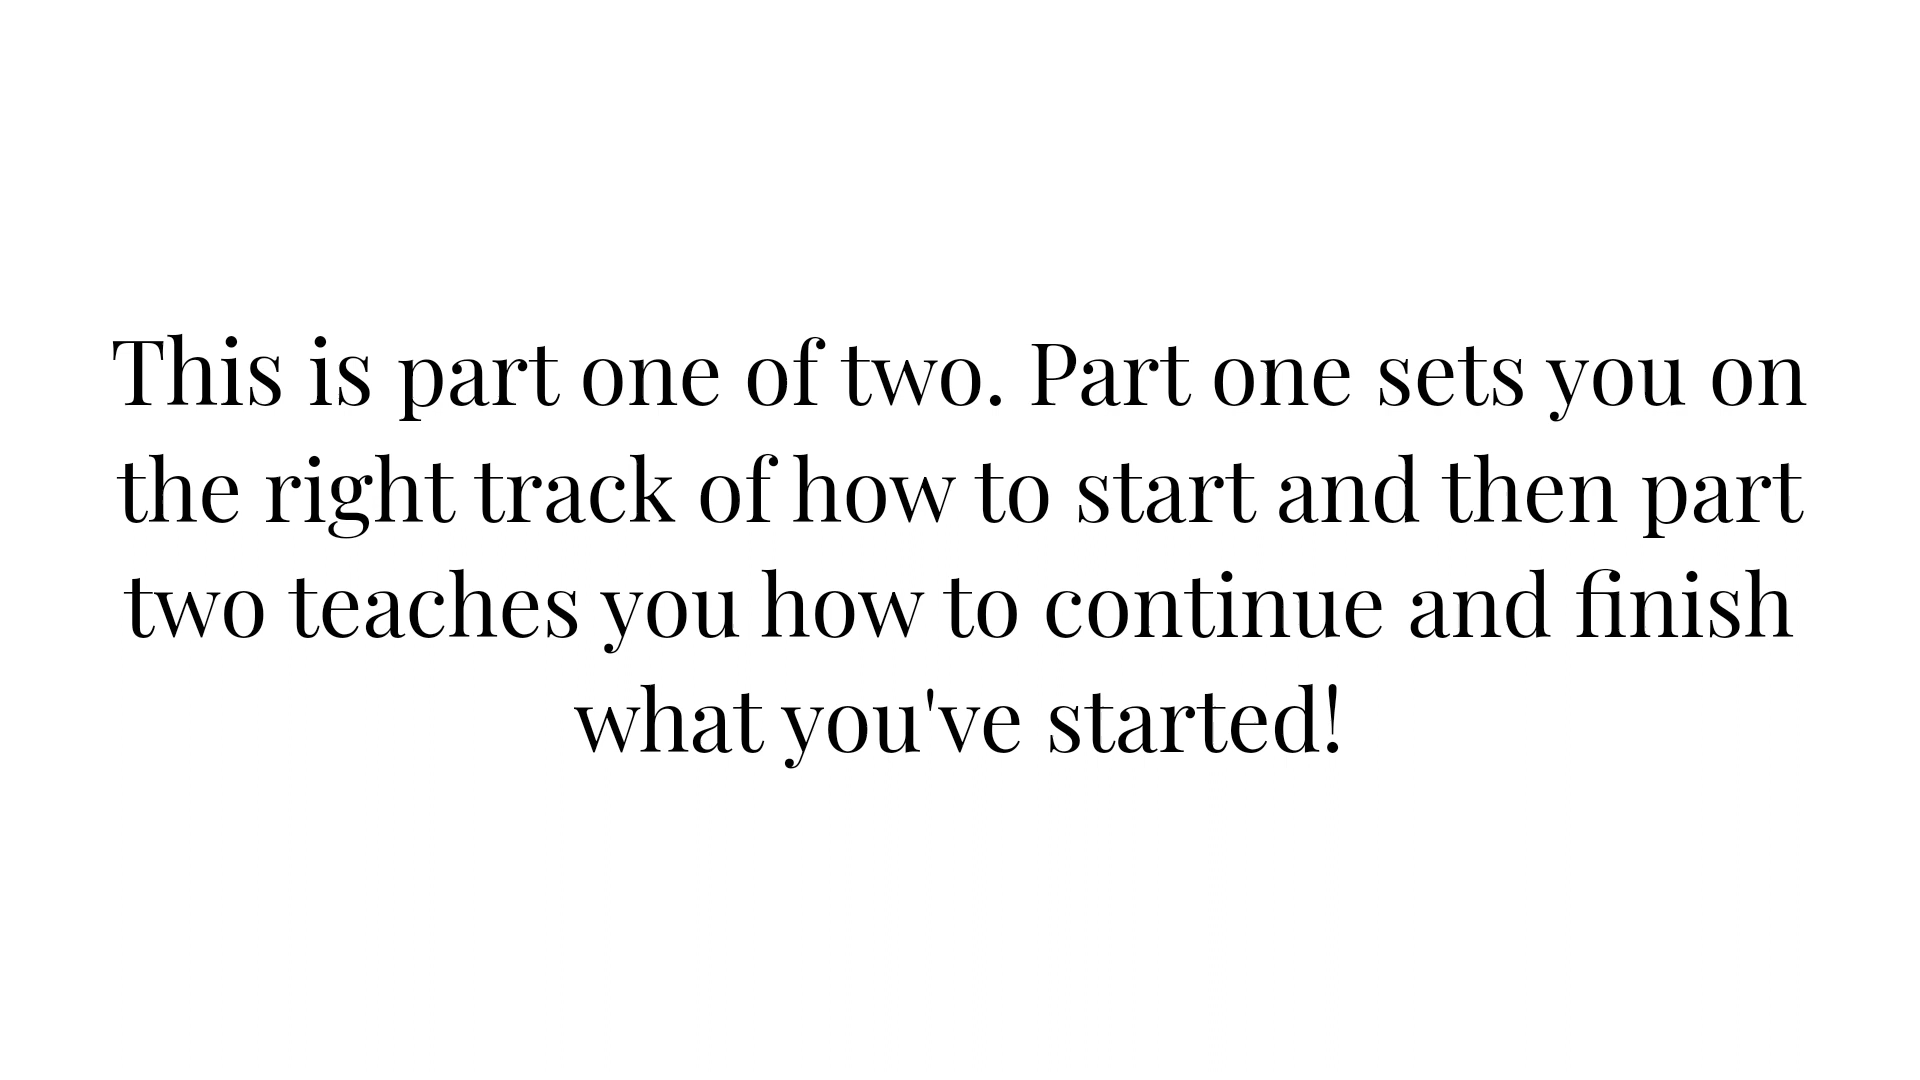 This is part one of two. Part one sets you on
the right track of how to start and then part
two teaches you how to continue and finish
what you've started!